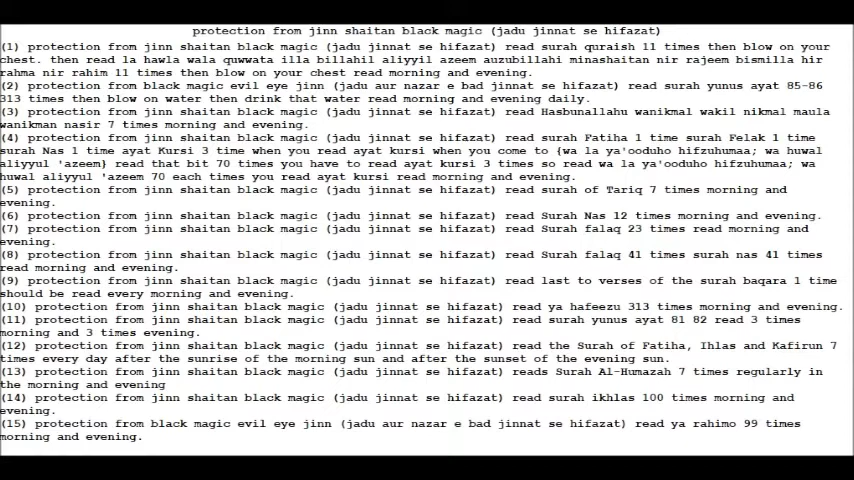 protection from jinn shaitan black magic (jadu jinnat se hifazat)
(1) protection from jinn shaitan black magic (jadu jinnat se hifazat) read surah quraish 11 times then blow on your
chest. then read la hawla wala quwwata illa billahil aliyyil azeem auzubillahi minashaitan nir rajeem bismilla hir
rahma nir rahim 11 times then blow on your chest read morning and evening.
(2) protection from black magic evil eye jinn (jadu aur nazar e bad jinnat se hifazat) read surah yunus ayat 85-86
313 times then blow on water then drink that water read morning and evening daily.
(3) protection from jinn shaitan black magic (jadu jinnat se hifazat) read Hasbunallahu wanikmal wakil nikmal maula
wanikman nasir 7 times morning and evening.
(4) protection from jinn shaitan black magic (jadu jinnat se hifazat) read surah Fatiha 1 time surah Felak 1 time
surah Nas 1 time ayat Kursi 3 time when you read ayat kursi when you come to {wa la ya'ooduho hifzuhumaa; wa huwal
aliyyul 'azeem} read that bit 70 times you have to read ayat kursi 3 times so read wa la ya'ooduho hifzuhumaa; wa
huwal aliyyul 'azeem 70 each times you read ayat kursi read morning and evening.
(5) protection from jinn shaitan black magic (jadu jinnat se hifazat) read surah of Tariq 7 times morning and
evening.
(6) protection from jinn shaitan black magic (jadu jinnat se hifazat) read Surah Nas 12 times morning and evening.
(7) protection from jinn shaitan black magic (jadu jinnat se hifazat) read Surah falaq 23 times read morning and
evening.
(8) protection from jinn shaitan black magic (jadu jinnat se hifazat) read Surah falaq 41 times surah nas 41 times
read morning and evening.
(9) protection from jinn shaitan black magic (jadu jinnat se hifazat) read last to verses of the surah baqara 1 time
should be read every morning and evening.
(10) protection from jinn shaitan black magic (jadu jinnat se hifazat) read ya hafeezu 313 times morning and evening.
(11) protection from jinn shaitan black magic (jadu jinnat se hifazat) read surah yunus ayat 81 82 read 3 times
morning and 3 times evening.
(12) protection from jinn shaitan black magic (jadu jinnat se hifazat) read the Surah of Fatiha, Ihlas and Kafirun 7
times every day after the sunrise of the morning sun and after the sunset of the evening sun.
(13) protection from jinn shaitan black magic (jadu jinnat se hifazat) reads Surah Al-Humazah 7 times regularly in
the morning and evening
(14) protection from jinn shaitan black magic (jadu jinnat se hifazat) read surah ikhlas 100 times morning and
evening.
(15) protection from black magic evil eye jinn (jadu aur nazar e bad jinnat se hifazat) read ya rahimo 99 times
morning and evening.